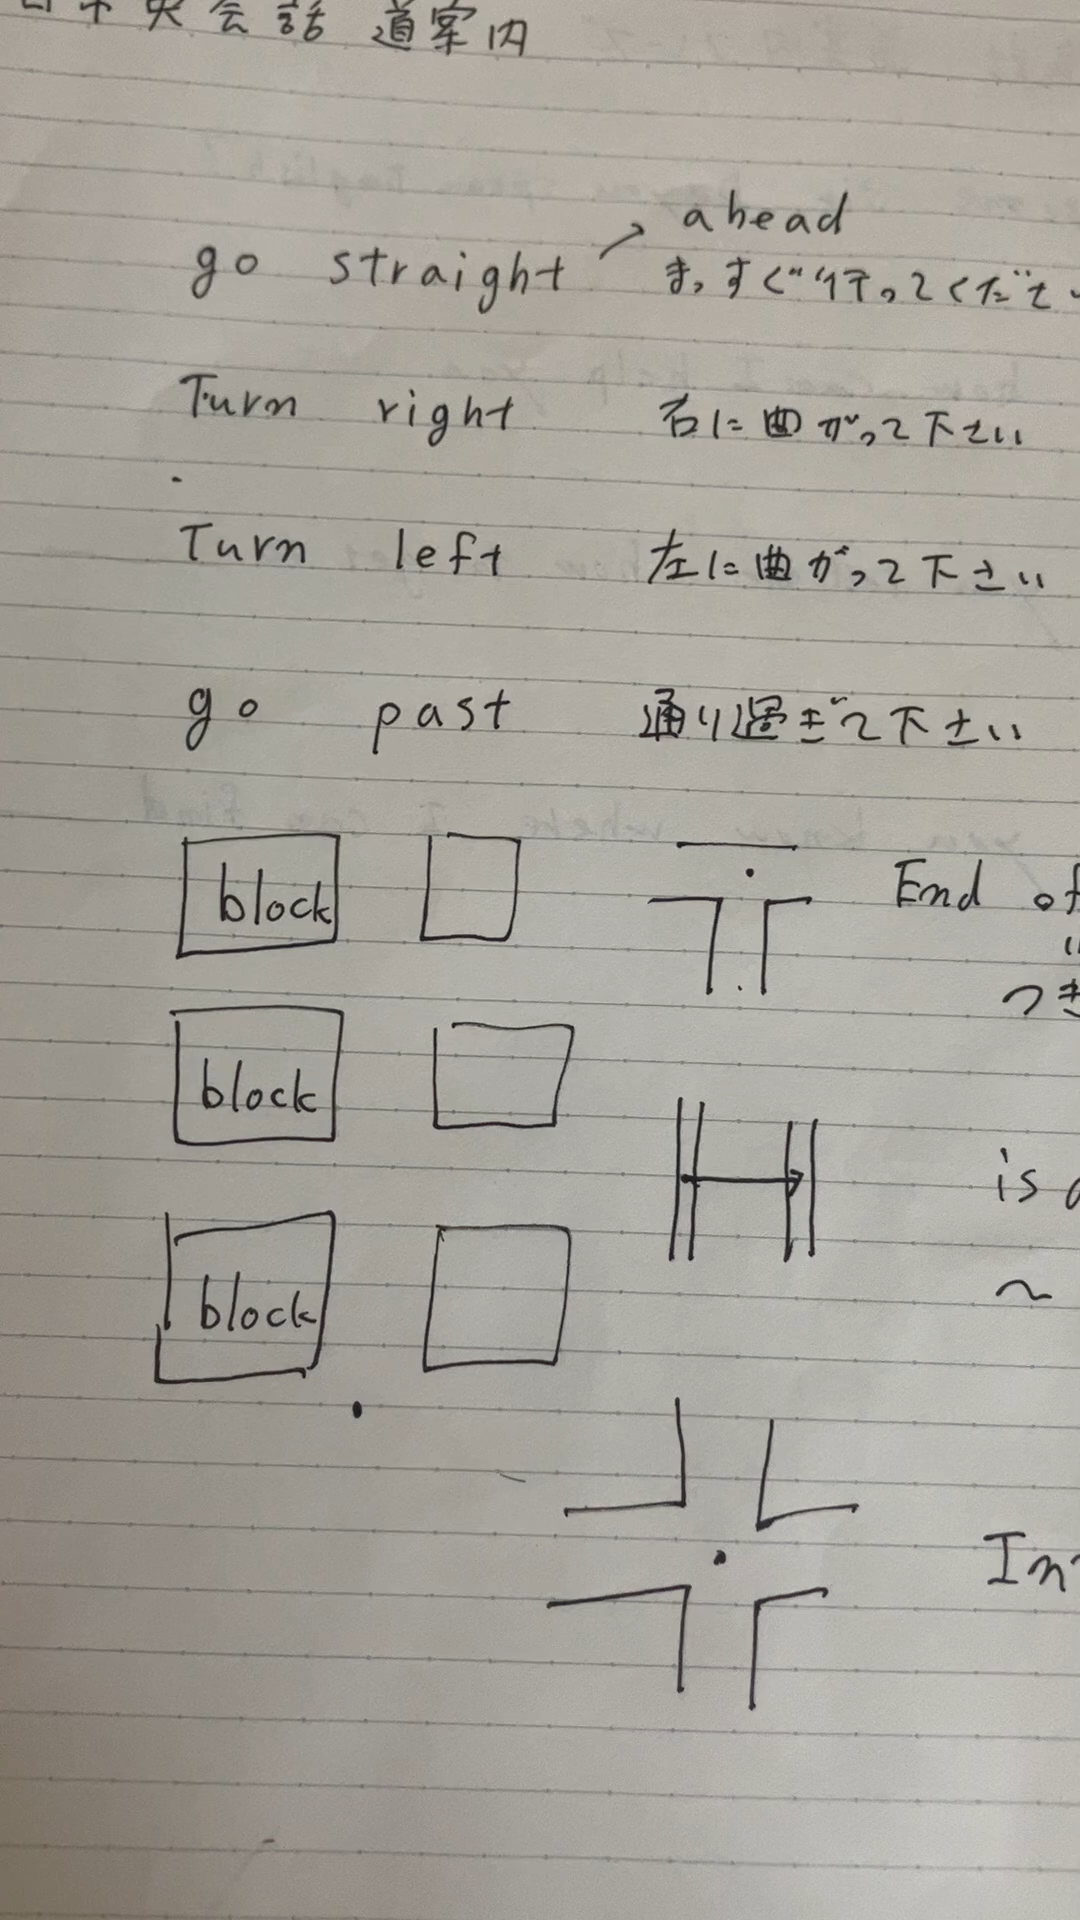 会話 道案内
ahead
go straight まっすぐ行ってくださ
Turn right 右に曲がって下さい
Turn left 左に曲がって下さい
go past 通り過ぎて下さい
block
End of
つき
block
is
~
block
In